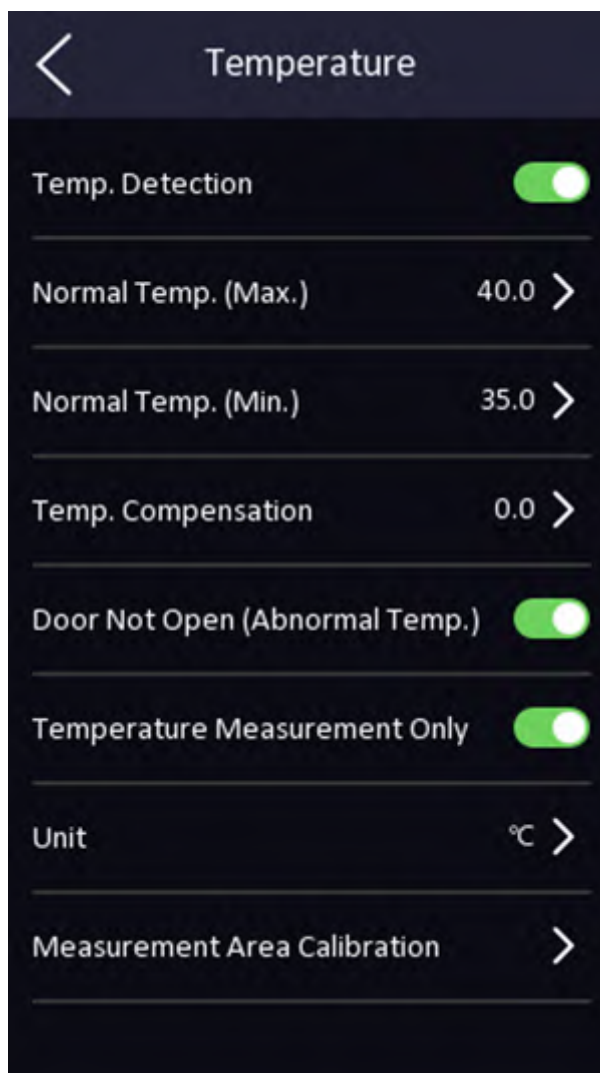 Temperature
Temp. Detection
Normal Temp. (Max.) 40.0
Normal Temp. (Min.) 35.0
Temp. Compensation 0.0
Door Not Open (Abnormal Temp.)
Temperature Measurement Only
Unit ℃
Measurement Area Calibration